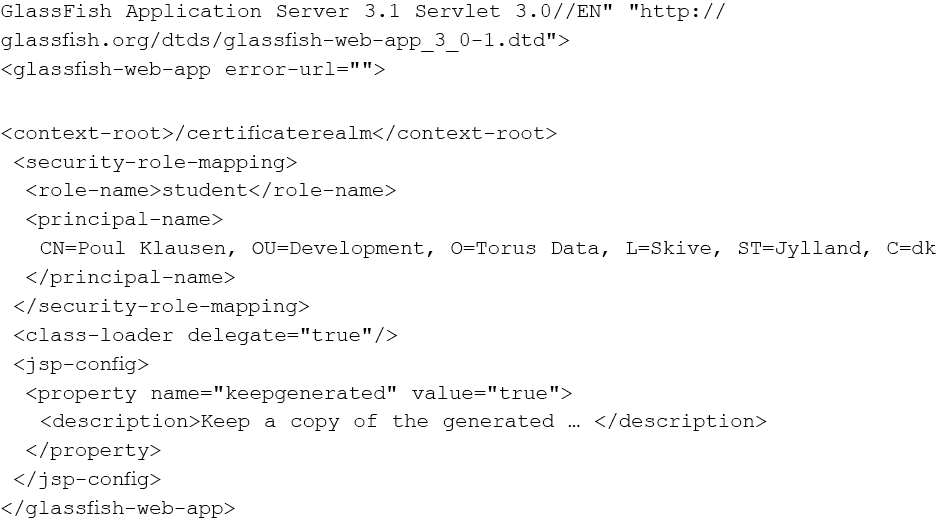 GlassFish Application Server 3.1 Servlet 3.0//EN" "http://
glassfish.org/dtds/glassfish-web-app_3_0-1.dtd">
<glassfish-web-app error-url="">
<context-root>/certificaterealm</context-root>
<security-role-mapping>
<role-name>student</role-name>
<principal-name>
CN=Poul Klausen, OU=Development, O=Torus Data, L=Skive, ST=Jylland, C=dk
</principal-name>
</security-role-mapping>
<class-loader delegate="true"/>
<jsp-config>
<property name="keepgenerated" value="true">
<description>Keep a copy of the generated … </description>
</property>
</jsp-config>
</glassfish-web-app>